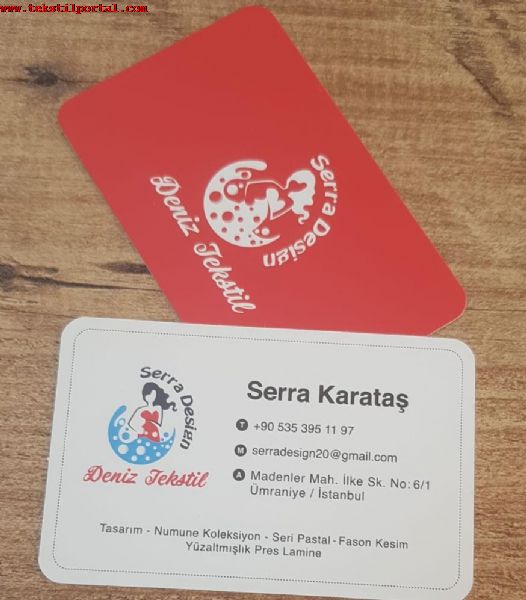 www.tekstilportal.com
Serra Design
Deniz Tekstil
Serra Design
Deniz Tekstil
Serra Karataş
T +90 535 395 11 97
M serradesign20@gmail.com
A Madenler Mah. İlke Sk. No: 6/1
Ümraniye / İstanbul
Tasarım - Numune Koleksiyon - Seri Pastal - Fason Kesim
Yüzaltmışlık Pres Lamine